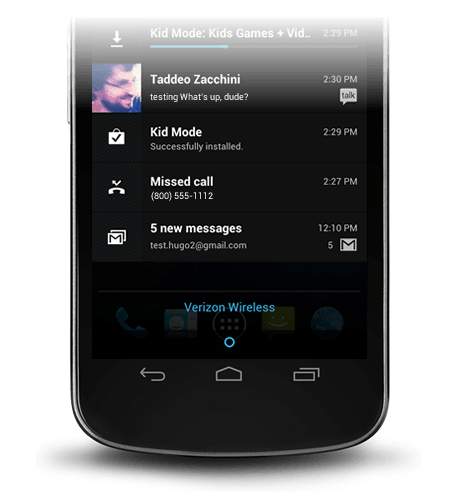 Kid Mode: Kids Games + Vid.. 2:29 PM
Taddeo Zacchini 2:30 PM
testing What's up, dude? talk
Kid Mode 2:29 PM
Successfully installed.
Missed call 2:27 PM
(800) 555-1112
5 new messages 12:10 PM
test.hugo2@gmail.com 5
Verizon Wireless